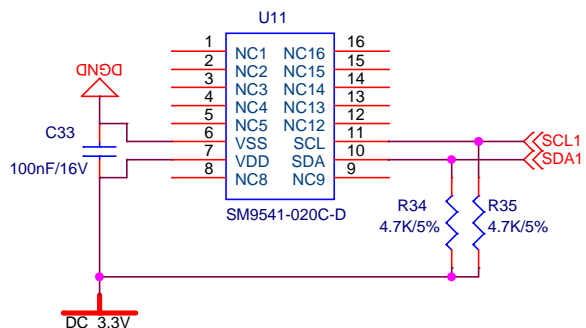 U11
1 NC1 NC16 16
2 NC2 NC15 15
3 NC3 NC14 14
4 NC4 NC13 13
5 NC5 NC12 12
6 VSS SCL 11
7 VDD SDA 10
8 NC8 NC9 9
SM9541-020C-D
DGND
C33
100nF/16V
SCL1
SDA1
R34
4.7K/5%
R35
4.7K/5%
DC 3.3V